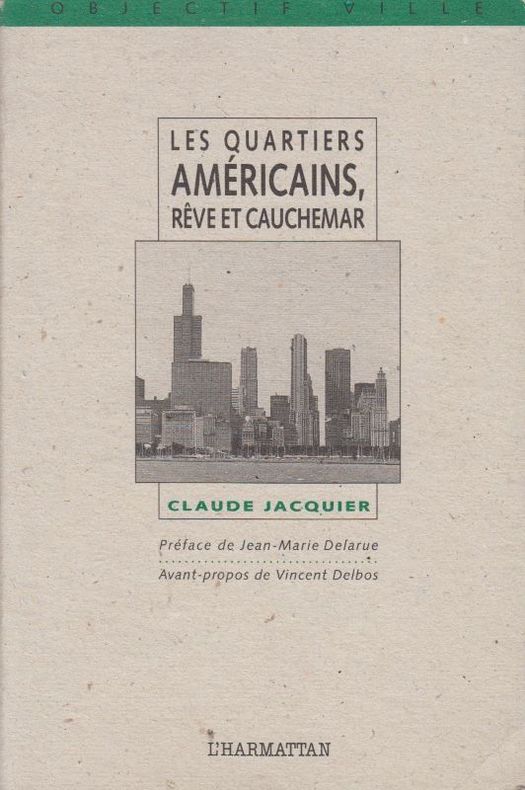 OBJECTIF VILLE
LES QUARTIERS
AMÉRICAINS,
RÊVE ET CAUCHEMAR
CLAUDE JACQUIER
Préface de Jean-Marie Delarue
Avant-propos de Vincent Delbos
L'HARMATTAN